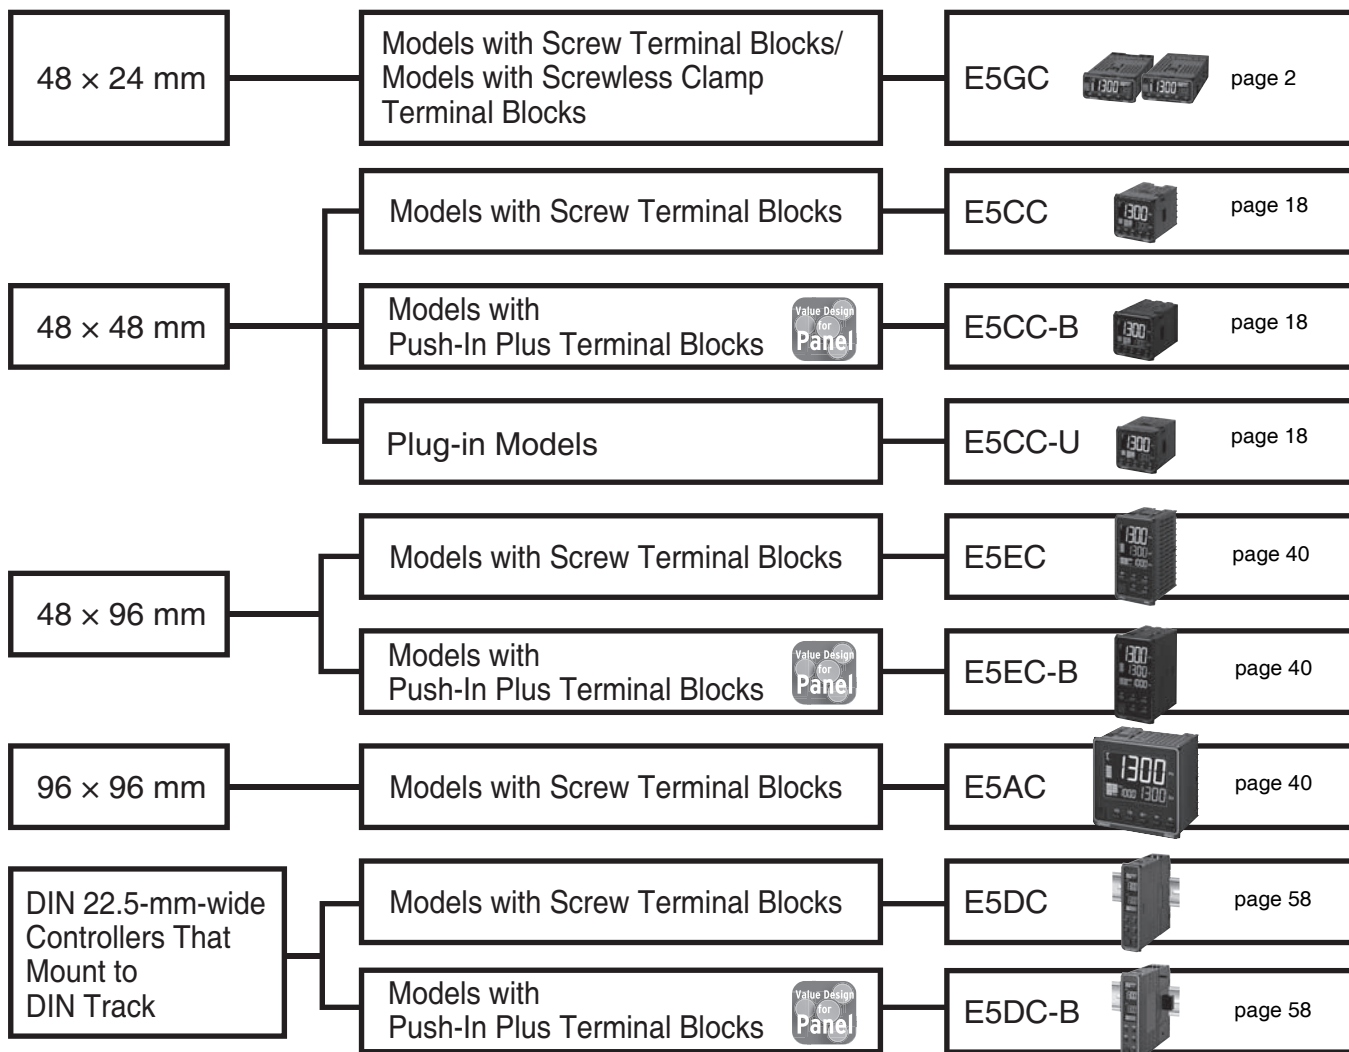 48 × 24 mm
Models with Screw Terminal Blocks/
Models with Screwless Clamp
Terminal Blocks
E5GC
page 2
48 × 48 mm
Models with Screw Terminal Blocks
E5CC
page 18
Models with
Push-In Plus Terminal Blocks
Value Design
for
Panel
E5CC-B
page 18
Plug-in Models
E5CC-U
page 18
48 × 96 mm
Models with Screw Terminal Blocks
E5EC
page 40
Models with
Push-In Plus Terminal Blocks
Value Design
for
Panel
E5EC-B
page 40
96 × 96 mm
Models with Screw Terminal Blocks
E5AC
1300
page 40
DIN 22.5-mm-wide
Controllers That
Mount to
DIN Track
Models with Screw Terminal Blocks
E5DC
page 58
Models with
Push-In Plus Terminal Blocks
Value Design
for
Panel
E5DC-B
page 58